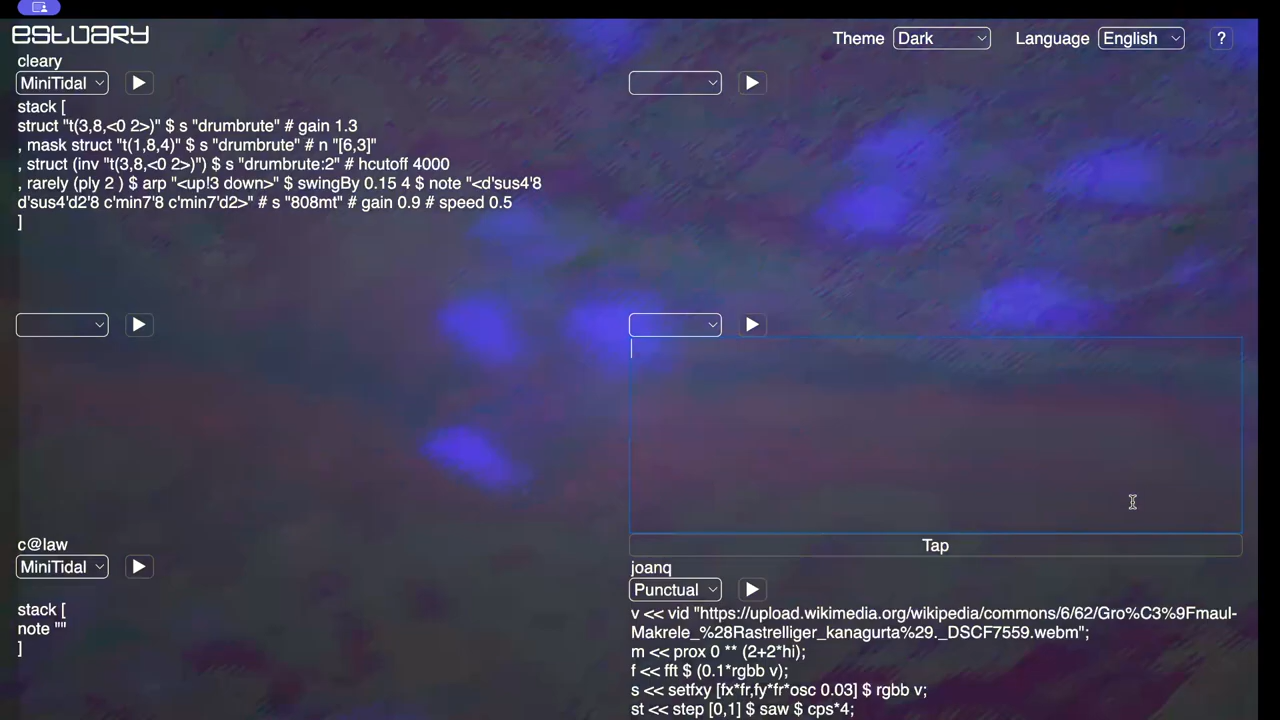 ESTUARY
Theme Dark Language English ?
cleary
MiniTidal
stack [
struct "t(3,8,<0 2>)" $ s "drumbrute" # gain 1.3
, mask struct "t(1,8,4)" $ s "drumbrute" # n "[6,3]"
, struct (inv "t(3,8,<0 2>)") $ s "drumbrute:2" # hcutoff 4000
, rarely (ply 2 ) $ arp "<up!3 down>" $ swingBy 0.15 4 $ note "<d'sus4'8
d'sus4'd2'8 c'min7'8 c'min7'd2>" # s "808mt" # gain 0.9 # speed 0.5
]
c@law
MiniTidal
stack [
note ""
]
Tap
joanq
Punctual
v << vid "https://upload.wikimedia.org/wikipedia/commons/6/62/Gro%C3%9Fmaul-
Makrele_%28Rastrelliger_kanagurta%29._DSCF7559.webm";
m << prox 0 ** (2+2*hi);
f << fft $ (0.1*rgbb v);
s << setfxy [fx*fr,fy*fr*osc 0.03] $ rgbb v;
st << step [0,1] $ saw $ cps*4;